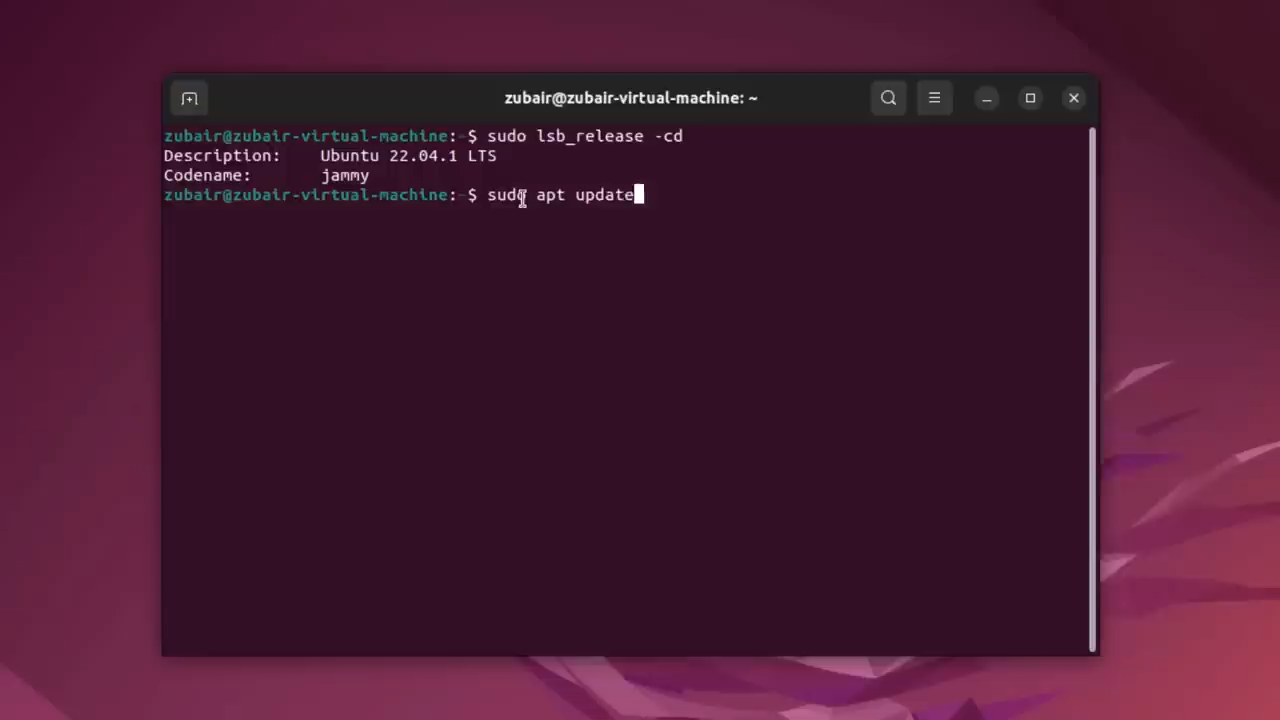 zubair@zubair-virtual-machine: ~
zubair@zubair-virtual-machine:~$ sudo lsb_release -cd
Description:    Ubuntu 22.04.1 LTS
Codename:       jammy
zubair@zubair-virtual-machine:~$ sudo apt update